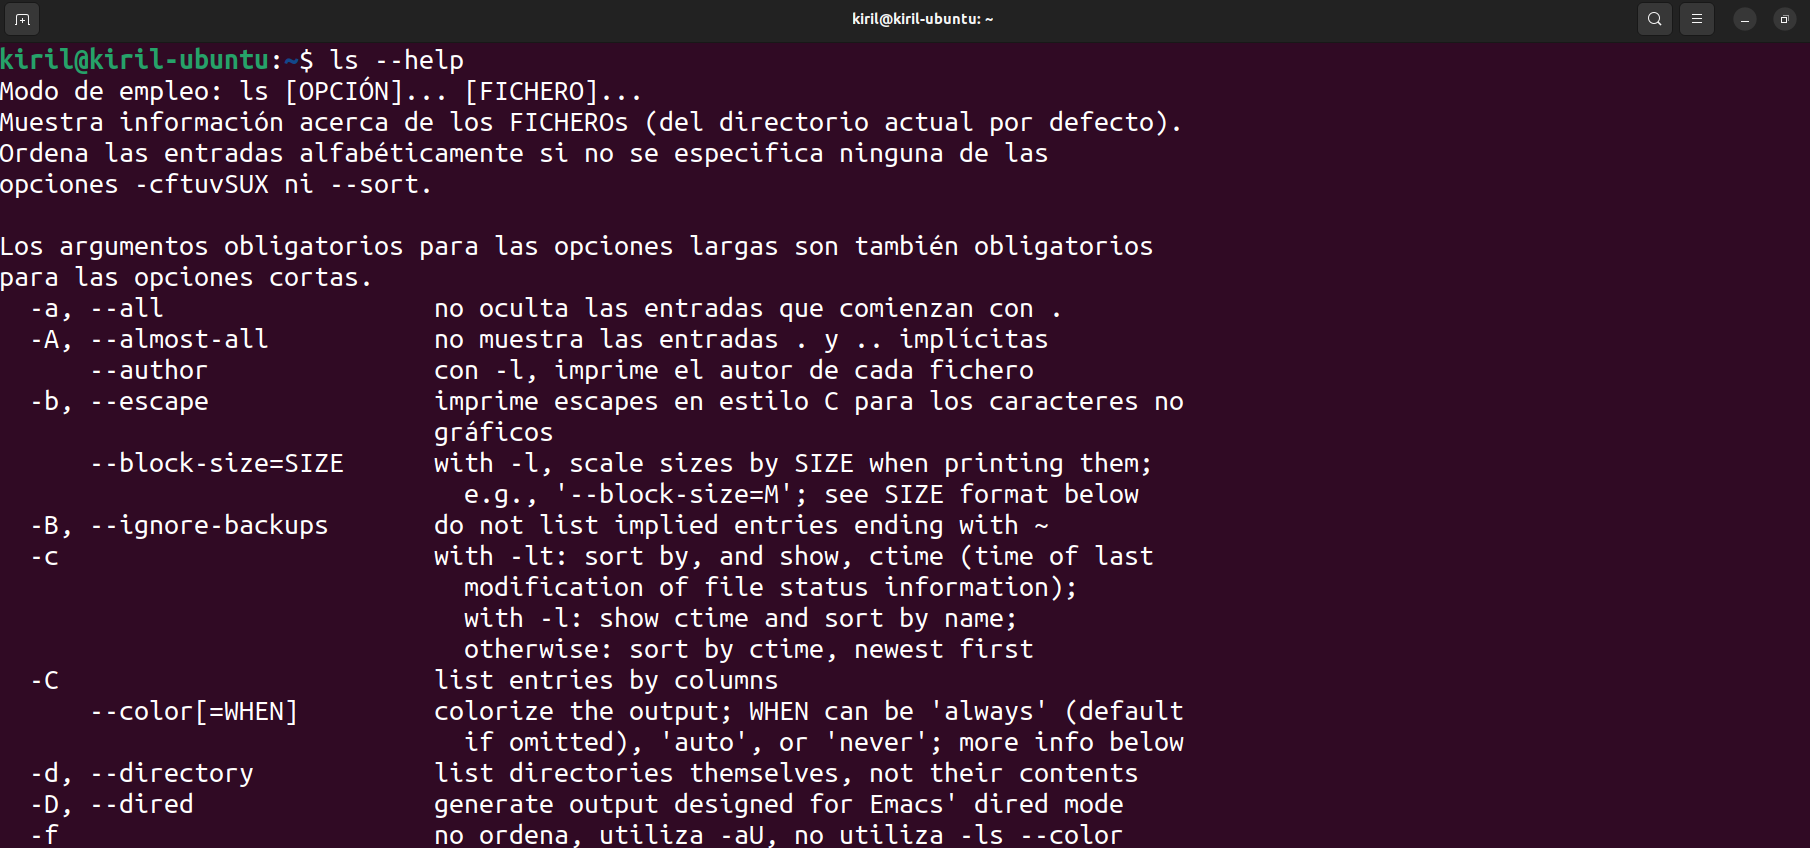 kiril@kiril-ubuntu: ~
kiril@kiril-ubuntu:~$ ls --help
Modo de empleo: ls [OPCIÓN]... [FICHERO]...
Muestra información acerca de los FICHEROs (del directorio actual por defecto).
Ordena las entradas alfabéticamente si no se especifica ninguna de las
opciones -cftuvSUX ni --sort.

Los argumentos obligatorios para las opciones largas son también obligatorios
para las opciones cortas.
  -a, --all                  no oculta las entradas que comienzan con .
  -A, --almost-all           no muestra las entradas . y .. implícitas
      --author               con -l, imprime el autor de cada fichero
  -b, --escape               imprime escapes en estilo C para los caracteres no
                             gráficos
      --block-size=SIZE      with -l, scale sizes by SIZE when printing them;
                               e.g., '--block-size=M'; see SIZE format below
  -B, --ignore-backups       do not list implied entries ending with ~
  -c                         with -lt: sort by, and show, ctime (time of last
                               modification of file status information);
                               with -l: show ctime and sort by name;
                               otherwise: sort by ctime, newest first
  -C                         list entries by columns
      --color[=WHEN]         colorize the output; WHEN can be 'always' (default
                               if omitted), 'auto', or 'never'; more info below
  -d, --directory            list directories themselves, not their contents
  -D, --dired                generate output designed for Emacs' dired mode
  -f                         no ordena, utiliza -aU, no utiliza -ls --color